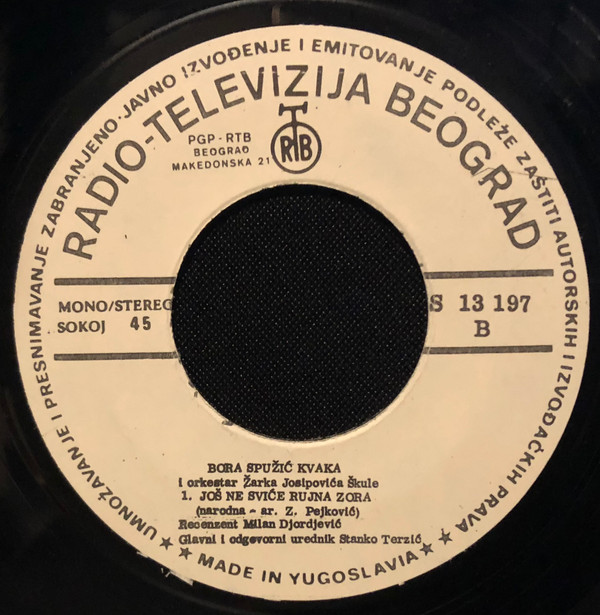 UMNOŽAVANJE I PRESNIMAVANJE ZABRANJENO·JAVNO IZVOĐENJE I EMITOVANJE PODLEŽE ZAŠTITI AUTORSKIH I IZVOĐAČKIH PRAVA
RADIO-TELEVIZIJA BEOGRAD
PGP-RTB
BEOGRAD
MAKEDONSKA 21
RTB
MONO/STEREO
SOKOJ 45
S 13 197
B
BORA SPUŽIĆ KVAKA
i orkestar Žarka Josipovića Škule
1. JOŠ NE SVIĆE RUJNA ZORA
(narodna - ar. Z. Pejković)
Recenzent Milan Djordjević
Glavni i odgovorni urednik Stanko Terzić
★★MADE IN YUGOSLAVIA★★